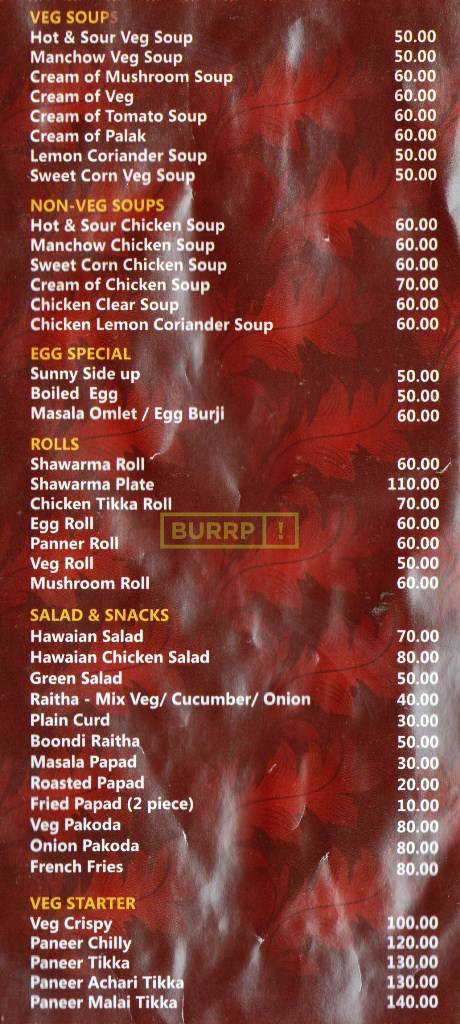 VEG SOUPS
Hot & Sour Veg Soup 50.00
Manchow Veg Soup 50.00
Cream of Mushroom Soup 60.00
Cream of Veg 60.00
Cream of Tomato Soup 60.00
Cream of Palak 60.00
Lemon Coriander Soup 50.00
Sweet Corn Veg Soup 50.00
NON-VEG SOUPS
Hot & Sour Chicken Soup 60.00
Manchow Chicken Soup 60.00
Sweet Corn Chicken Soup 60.00
Cream of Chicken Soup 70.00
Chicken Clear Soup 60.00
Chicken Lemon Coriander Soup 60.00
EGG SPECIAL
Sunny Side up 50.00
Boiled Egg 50.00
Masala Omlet / Egg Burji 60.00
ROLLS
Shawarma Roll 60.00
Shawarma Plate 110.00
Chicken Tikka Roll 70.00
Egg Roll 60.00
BURRP !
Panner Roll 60.00
Veg Roll 50.00
Mushroom Roll 60.00
SALAD & SNACKS
Hawaian Salad 70.00
Hawaian Chicken Salad 80.00
Green Salad 50.00
Raitha - Mix Veg/ Cucumber/ Onion 40.00
Plain Curd 30.00
Boondi Raitha 50.00
Masala Papad 30.00
Roasted Papad 20.00
Fried Papad (2 piece) 10.00
Veg Pakoda 80.00
Onion Pakoda 80.00
French Fries 80.00
VEG STARTER
Veg Crispy 100.00
Paneer Chilly 120.00
Paneer Tikka 130.00
Paneer Achari Tikka 130.00
Paneer Malai Tikka 140.00